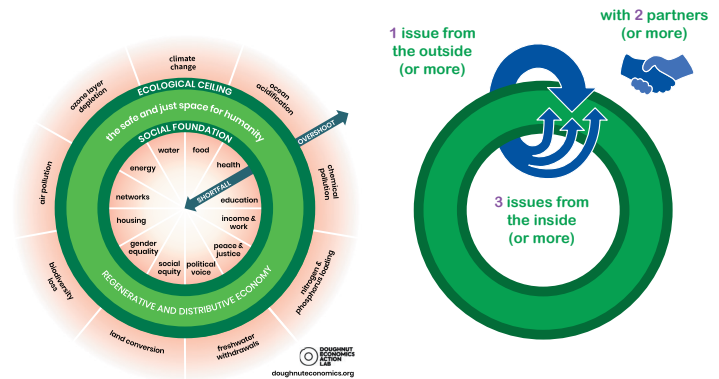 climate
change
ocean
acidification
chemical
pollution
nitrogen &
phosphorus loading
freshwater
withdrawals
land conversion
biodiversity
loss
air pollution
ozone layer
depletion
ECOLOGICAL CEILING
the safe and just space for humanity
SOCIAL FOUNDATION
OVERSHOOT
SHORTFALL
water
food
health
education
income &
work
peace &
justice
political
voice
social
equity
gender
equality
housing
networks
energy
REGENERATIVE AND DISTRIBUTIVE ECONOMY
DOUGHNUT
ECONOMICS
ACTION
LAB
doughnuteconomics.org
1 issue from
the outside
(or more)
with 2 partners
(or more)
3 issues from
the inside
(or more)